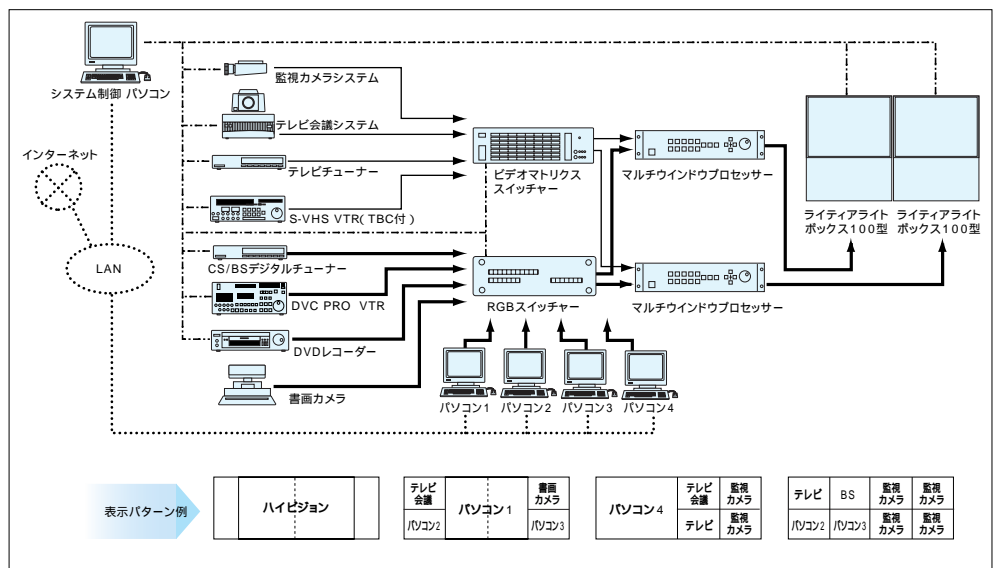 システム制御 パソコン
インターネット
LAN
監視カメラシステム
テレビ会議システム
テレビチューナー
S-VHS VTR(TBC付)
CS/BSデジタルチューナー
DVC PRO VTR
DVDレコーダー
書画カメラ
ビデオマトリクス
スイッチャー
RGBスイッチャー
パソコン1
パソコン2
パソコン3
パソコン4
マルチウインドウプロセッサー
マルチウインドウプロセッサー
ライティアライト
ボックス100型
ライティアライト
ボックス100型
表示パターン例
ハイビジョン
テレビ
会議
パソコン2
パソコン1
書画
カメラ
パソコン3
パソコン4
テレビ
会議
監視
カメラ
テレビ
監視
カメラ
テレビ
BS
監視
カメラ
監視
カメラ
パソコン2
パソコン3
監視
カメラ
監視
カメラ